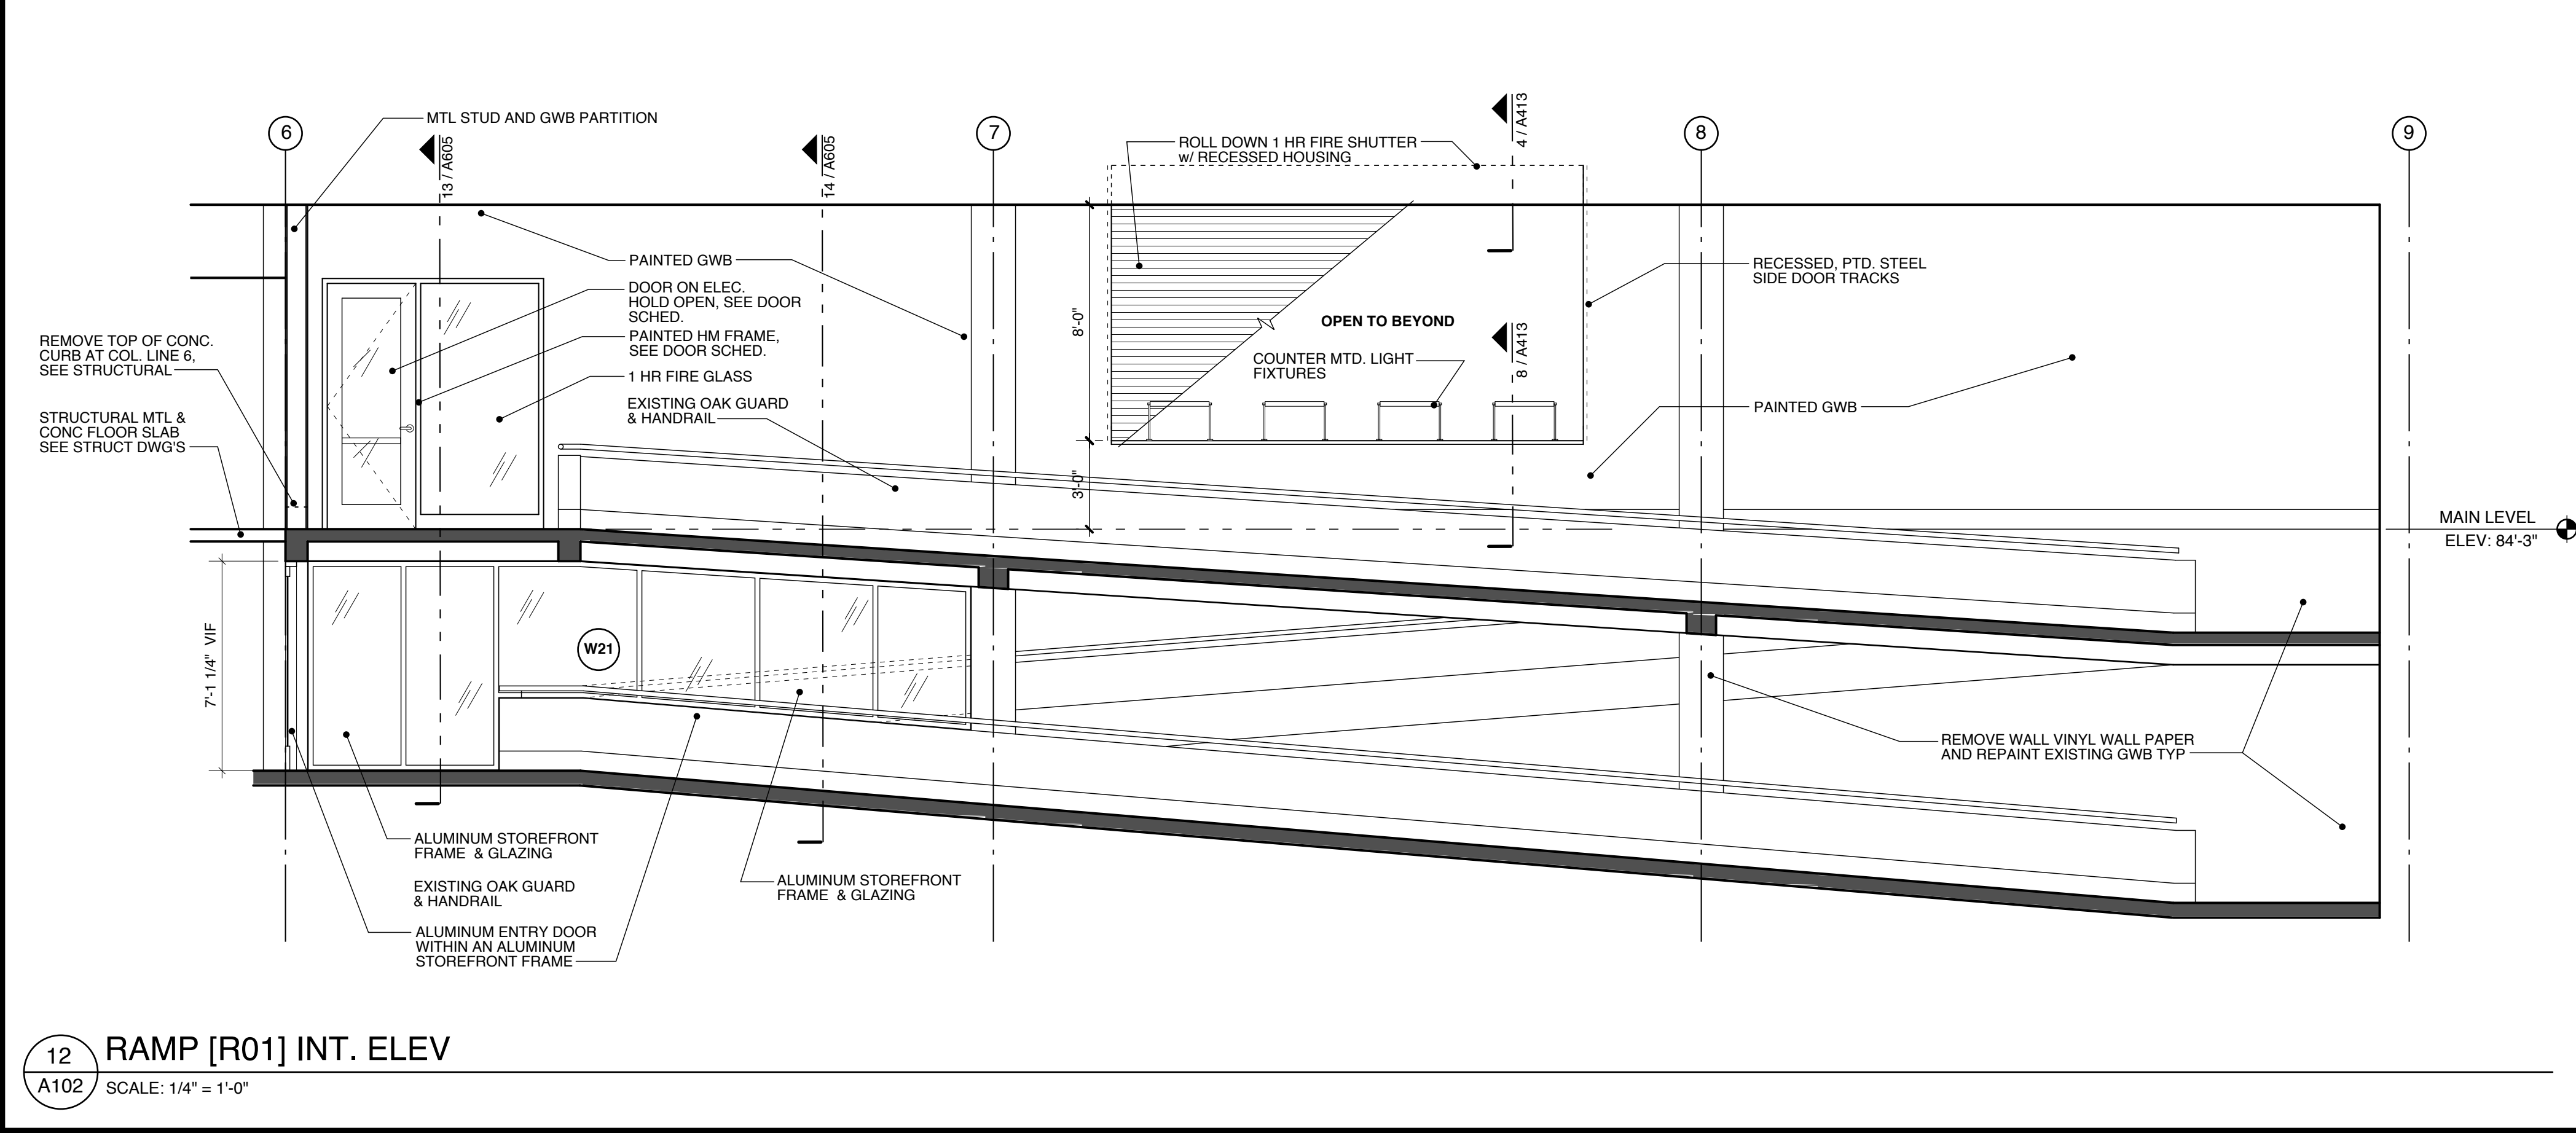 6
7
8
9
MTL STUD AND GWB PARTITION
13 / A605
14 / A605
4 / A413
ROLL DOWN 1 HR FIRE SHUTTER
w/ RECESSED HOUSING
PAINTED GWB
DOOR ON ELEC.
HOLD OPEN, SEE DOOR
SCHED.
PAINTED HM FRAME,
SEE DOOR SCHED.
1 HR FIRE GLASS
EXISTING OAK GUARD
& HANDRAIL
REMOVE TOP OF CONC.
CURB AT COL. LINE 6,
SEE STRUCTURAL
STRUCTURAL MTL &
CONC FLOOR SLAB
SEE STRUCT DWG'S
8'-0"
3'-0"
OPEN TO BEYOND
COUNTER MTD. LIGHT
FIXTURES
8 / A413
RECESSED, PTD. STEEL
SIDE DOOR TRACKS
PAINTED GWB
MAIN LEVEL
ELEV: 84'-3"
7'-1 1/4" VIF
W21
REMOVE WALL VINYL WALL PAPER
AND REPAINT EXISTING GWB TYP
ALUMINUM STOREFRONT
FRAME & GLAZING
EXISTING OAK GUARD
& HANDRAIL
ALUMINUM ENTRY DOOR
WITHIN AN ALUMINUM
STOREFRONT FRAME
ALUMINUM STOREFRONT
FRAME & GLAZING
12
A102
RAMP [R01] INT. ELEV
SCALE: 1/4" = 1'-0"